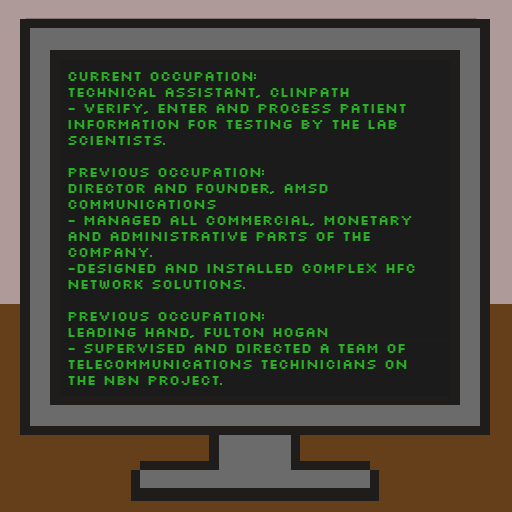 CURRENT OCCUPATION:
TECHNICAL ASSISTANT, CLINPATH
- VERIFY, ENTER AND PROCESS PATIENT
INFORMATION FOR TESTING BY THE LAB
SCIENTISTS.
PREVIOUS OCCUPATION:
DIRECTOR AND FOUNDER, AMSD
COMMUNICATIONS
- MANAGED ALL COMMERCIAL, MONETARY
AND ADMINISTRATIVE PARTS OF THE
COMPANY.
-DESIGNED AND INSTALLED COMPLEX HFC
NETWORK SOLUTIONS.
PREVIOUS OCCUPATION:
LEADING HAND, FULTON HOGAN
- SUPERVISED AND DIRECTED A TEAM OF
TELECOMMUNICATIONS TECHINICIANS ON
THE NBN PROJECT.